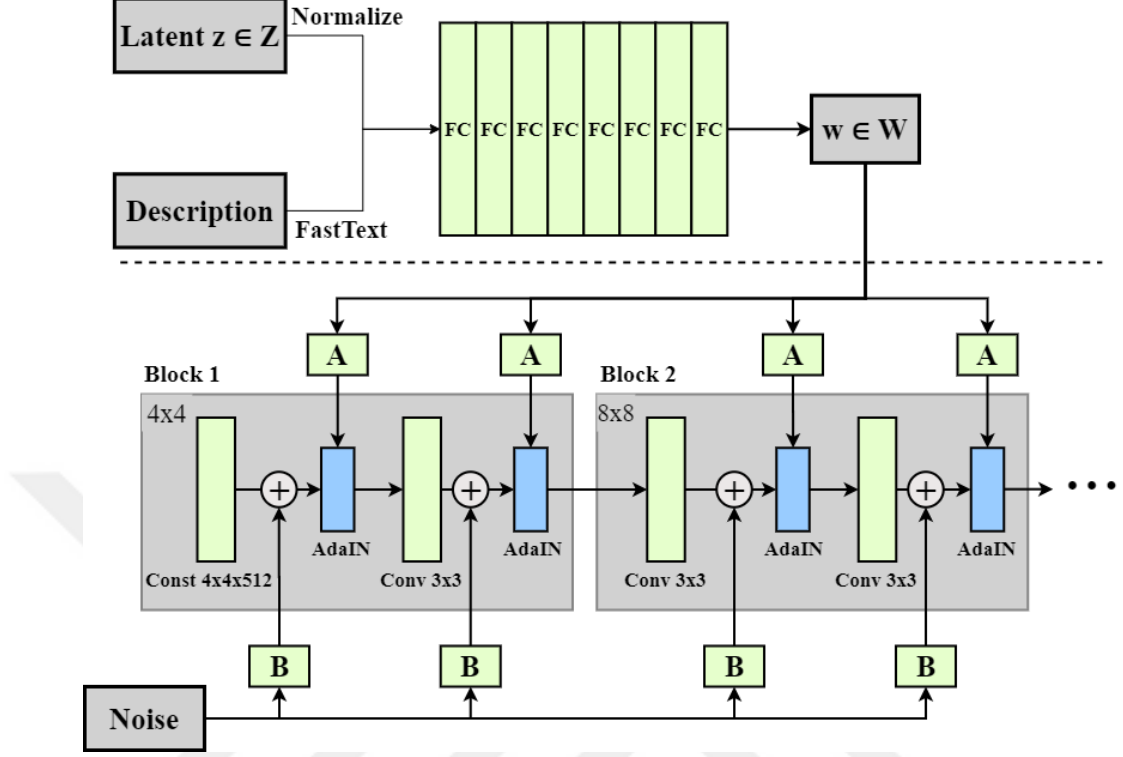 Latent z ∈ Z
Normalize
FC FC FC FC FC FC FC FC
w ∈ W
Description
FastText
A A A A
Block 1
Block 2
4x4
8x8
+ + + +
AdaIN AdaIN AdaIN AdaIN
Const 4x4x512 Conv 3x3 Conv 3x3 Conv 3x3
B B B B
Noise
...